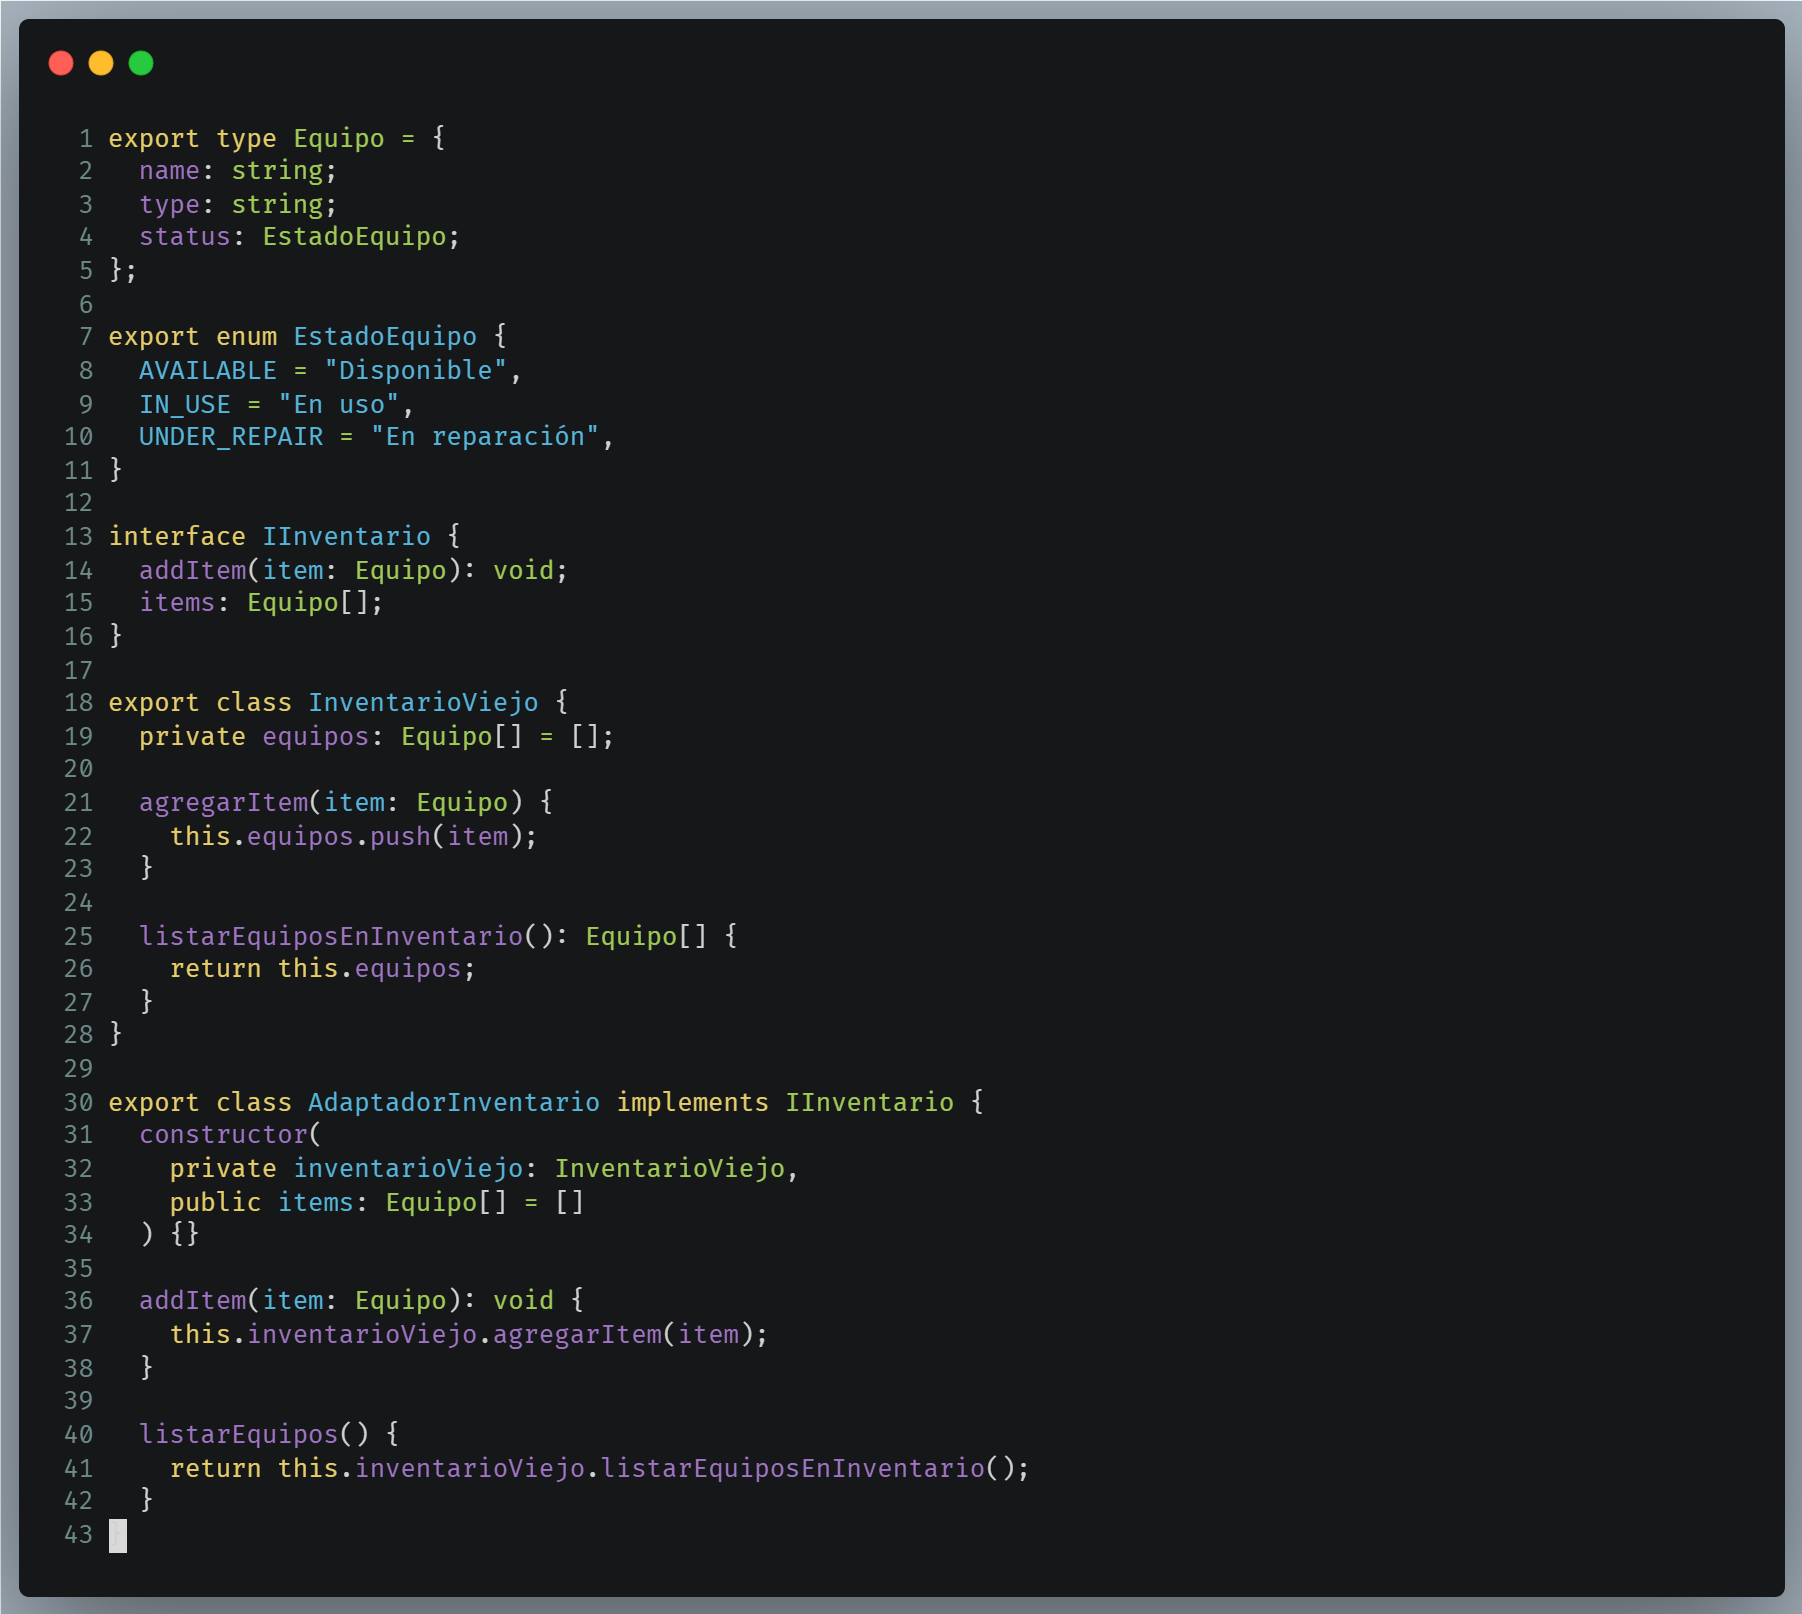 1 export type Equipo = {
2   name: string;
3   type: string;
4   status: EstadoEquipo;
5 };
6
7 export enum EstadoEquipo {
8   AVAILABLE = "Disponible",
9   IN_USE = "En uso",
10   UNDER_REPAIR = "En reparación",
11 }
12
13 interface IInventario {
14   addItem(item: Equipo): void;
15   items: Equipo[];
16 }
17
18 export class InventarioViejo {
19   private equipos: Equipo[] = [];
20
21   agregarItem(item: Equipo) {
22     this.equipos.push(item);
23   }
24
25   listarEquiposEnInventario(): Equipo[] {
26     return this.equipos;
27   }
28 }
29
30 export class AdaptadorInventario implements IInventario {
31   constructor(
32     private inventarioViejo: InventarioViejo,
33     public items: Equipo[] = []
34   ) {}
35
36   addItem(item: Equipo): void {
37     this.inventarioViejo.agregarItem(item);
38   }
39
40   listarEquipos() {
41     return this.inventarioViejo.listarEquiposEnInventario();
42   }
43 }